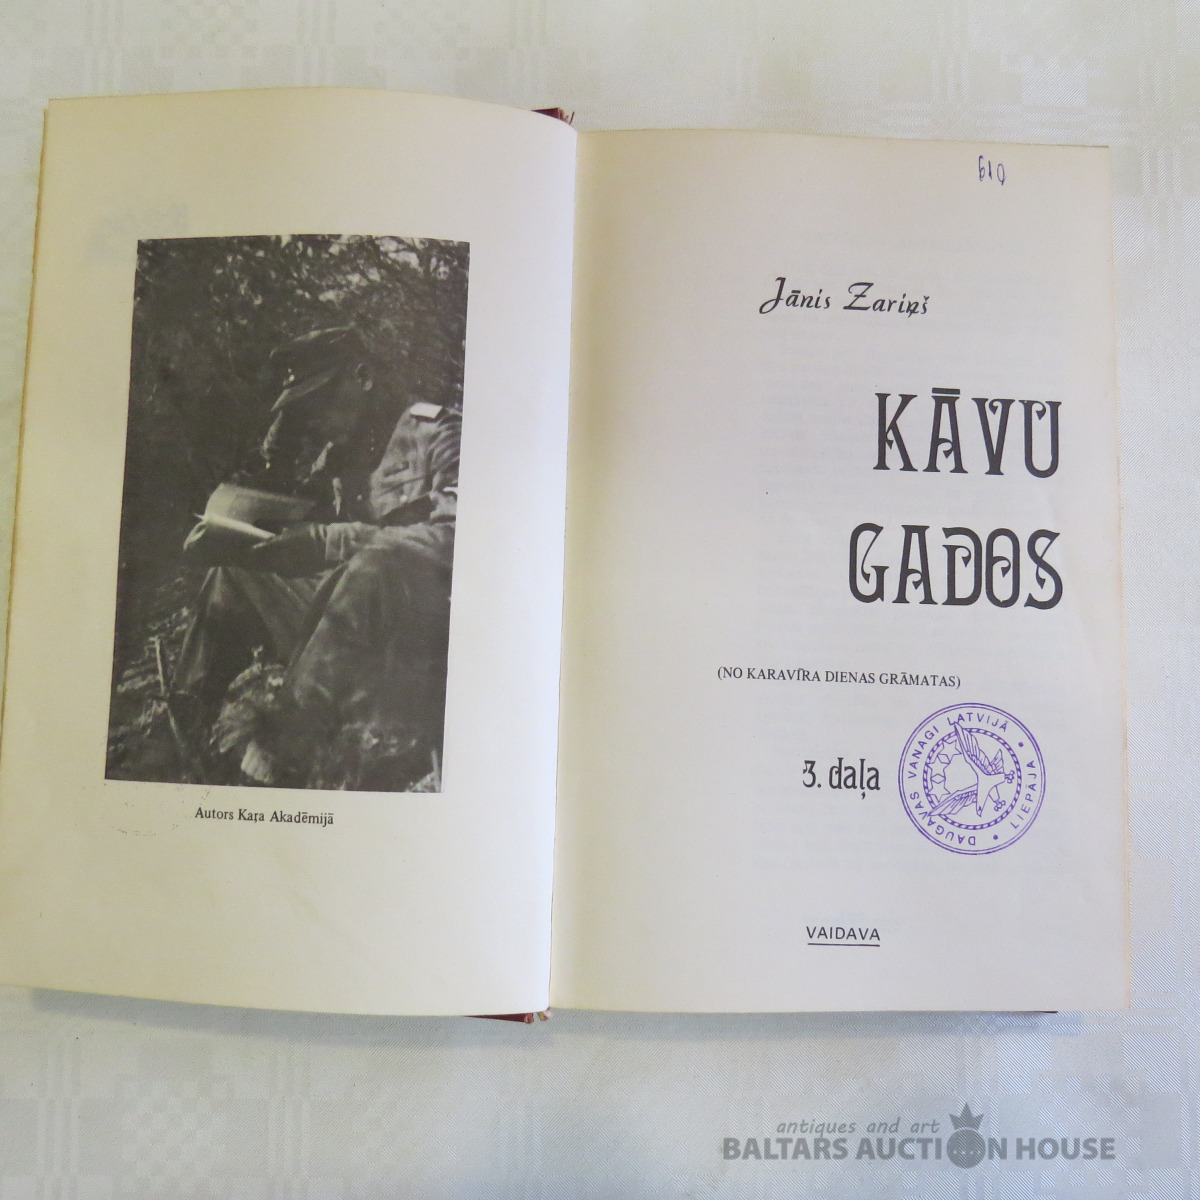 Autors Kaŗa Akadēmijā
610
Jānis Zariņš
KĀVU
GADOS
(NO KARAVĪRA DIENAS GRĀMATAS)
3. daļa
DAUGAVAS VANAGI LATVIJĀ • LIEPĀJA •
VAIDAVA
antiques and art
BALTARS AUCTION HOUSE